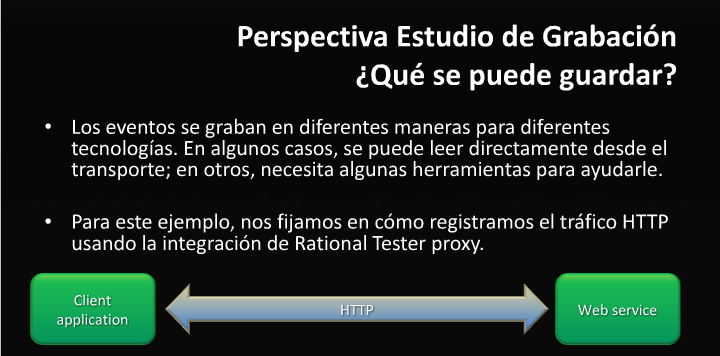 Perspectiva Estudio de Grabación
¿Qué se puede guardar?
• Los eventos se graban en diferentes maneras para diferentes
tecnologías. En algunos casos, se puede leer directamente desde el
transporte; en otros, necesita algunas herramientas para ayudarle.
• Para este ejemplo, nos fijamos en cómo registramos el tráfico HTTP
usando la integración de Rational Tester proxy.
Client
application
HTTP
Web service